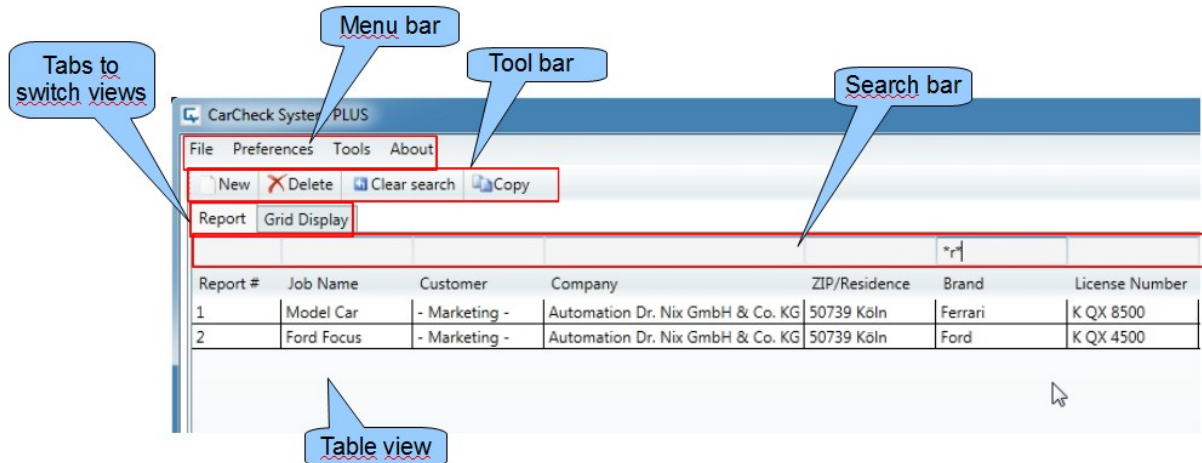 Menu bar
Tool bar
Tabs to
switch views
Search bar
CarCheck System PLUS
File Preferences Tools About
New Delete Clear search Copy
Report Grid Display
*r*
Report # Job Name Customer Company ZIP/Residence Brand License Number
1 Model Car - Marketing - Automation Dr. Nix GmbH & Co. KG 50739 Köln Ferrari K QX 8500
2 Ford Focus - Marketing - Automation Dr. Nix GmbH & Co. KG 50739 Köln Ford K QX 4500
Table view